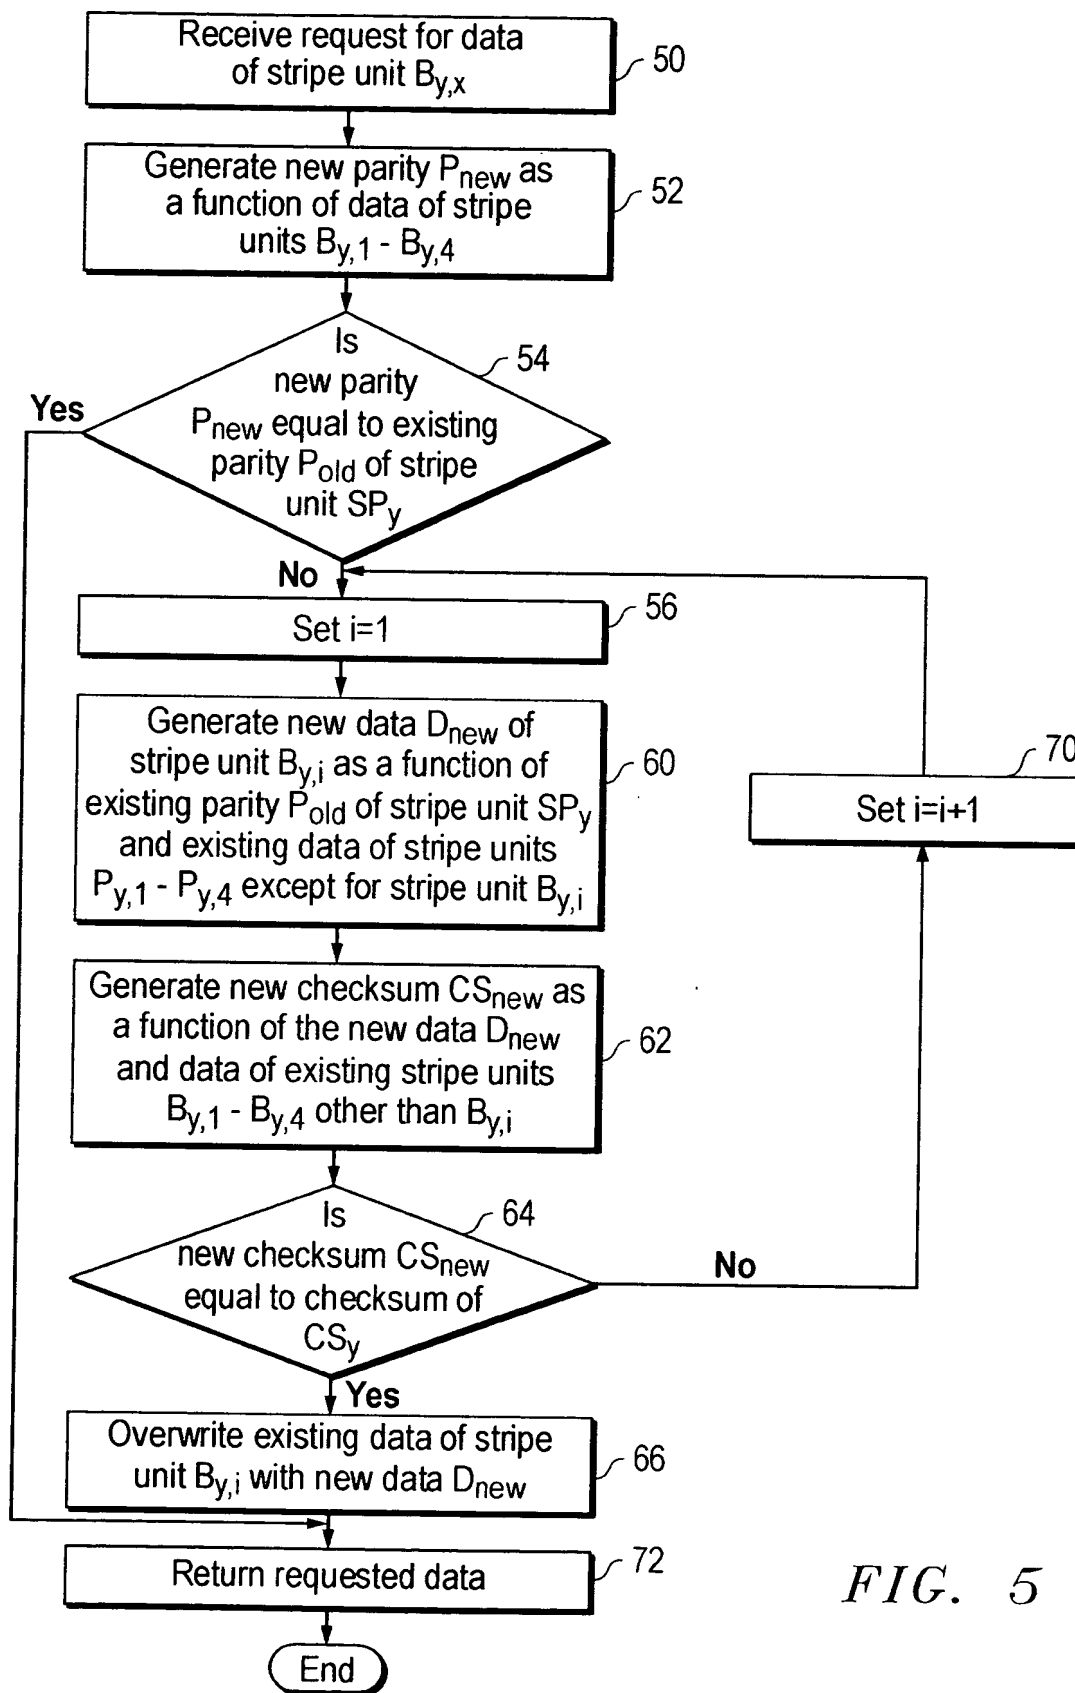 Receive request for data
of stripe unit By,x
50
Generate new parity Pnew as
a function of data of stripe
units By,1 - By,4
52
Is
new parity
Pnew equal to existing
parity Pold of stripe
unit SPy
54
Yes
No
Set i=1
56
Generate new data Dnew of
stripe unit By,i as a function of
existing parity Pold of stripe unit SPy
and existing data of stripe units
Py,1 - Py,4 except for stripe unit By,i
60
70
Set i=i+1
Generate new checksum CSnew as
a function of the new data Dnew
and data of existing stripe units
By,1 - By,4 other than By,i
62
Is
new checksum CSnew
equal to checksum of
CSy
64
No
Yes
Overwrite existing data of stripe
unit By,i with new data Dnew
66
Return requested data
72
End
FIG. 5